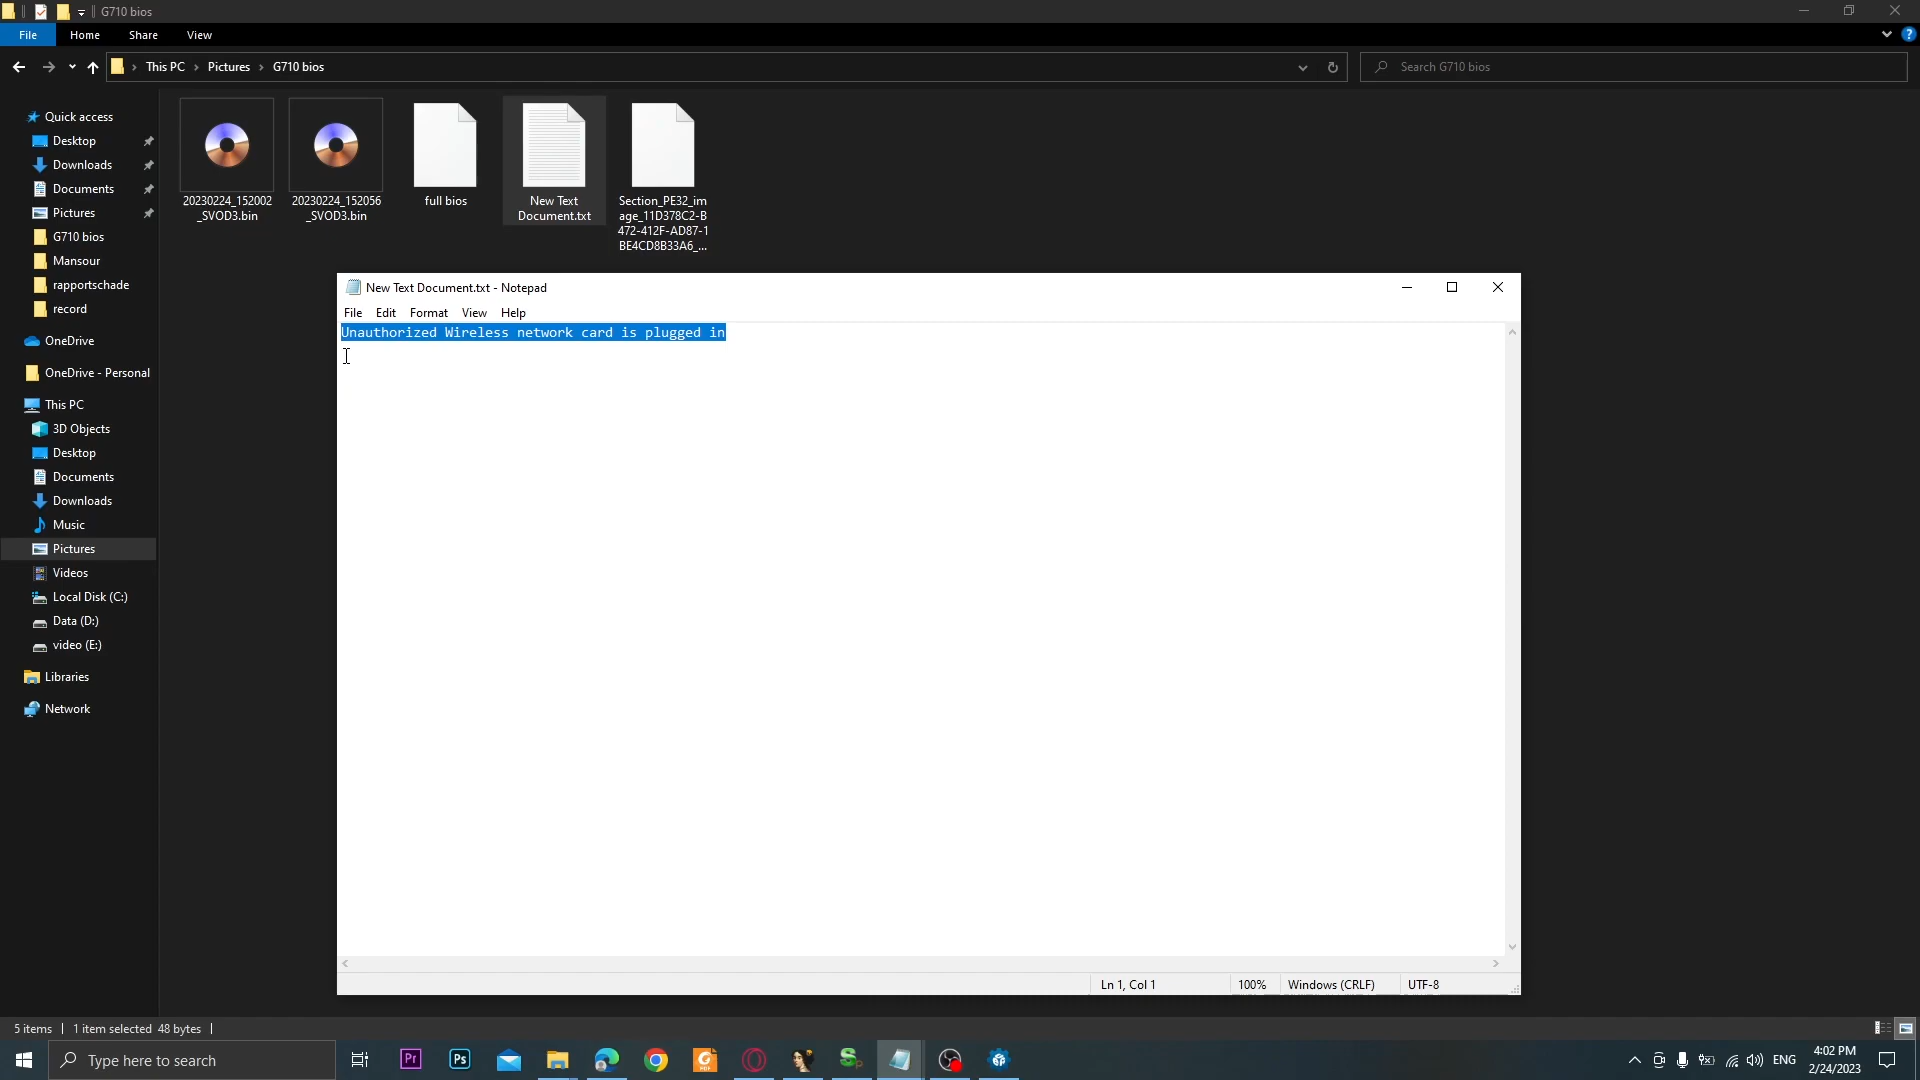 G710 bios
File Home Share View
This PC Pictures G710 bios
Search G710 bios
Quick access
Desktop
Downloads
Documents
Pictures
G710 bios
Mansour
rapportschade
record
OneDrive
OneDrive - Personal
This PC
3D Objects
Desktop
Documents
Downloads
Music
Pictures
Videos
Local Disk (C:)
Data (D:)
video (E:)
Libraries
Network
20230224_152002
_SVOD3.bin
20230224_152056
_SVOD3.bin
full bios
New Text
Document.txt
Section_PE32_im
age_11D378C2-B
472-412F-AD87-1
BE4CD8B33A6_...
New Text Document.txt - Notepad
File Edit Format View Help
Unauthorized Wireless network card is plugged in
Ln 1, Col 1 100% Windows (CRLF) UTF-8
5 items 1 item selected 48 bytes
Type here to search
Pr
Ps
ENG
4:02 PM
2/24/2023